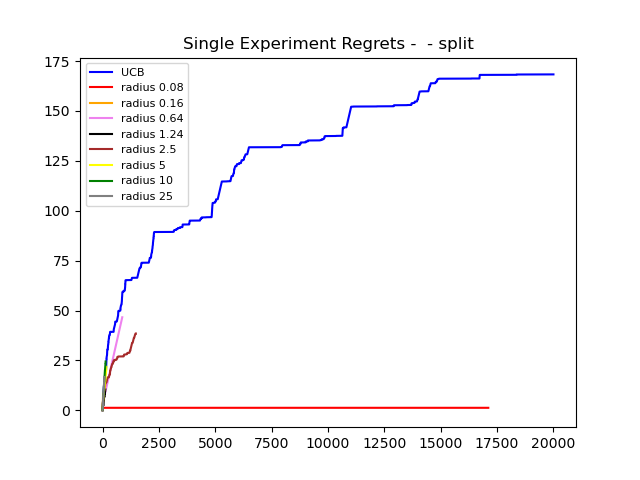 Single Experiment Regrets -  - split
175
150
125
100
75
50
25
0
UCB
radius 0.08
radius 0.16
radius 0.64
radius 1.24
radius 2.5
radius 5
radius 10
radius 25
0 2500 5000 7500 10000 12500 15000 17500 20000